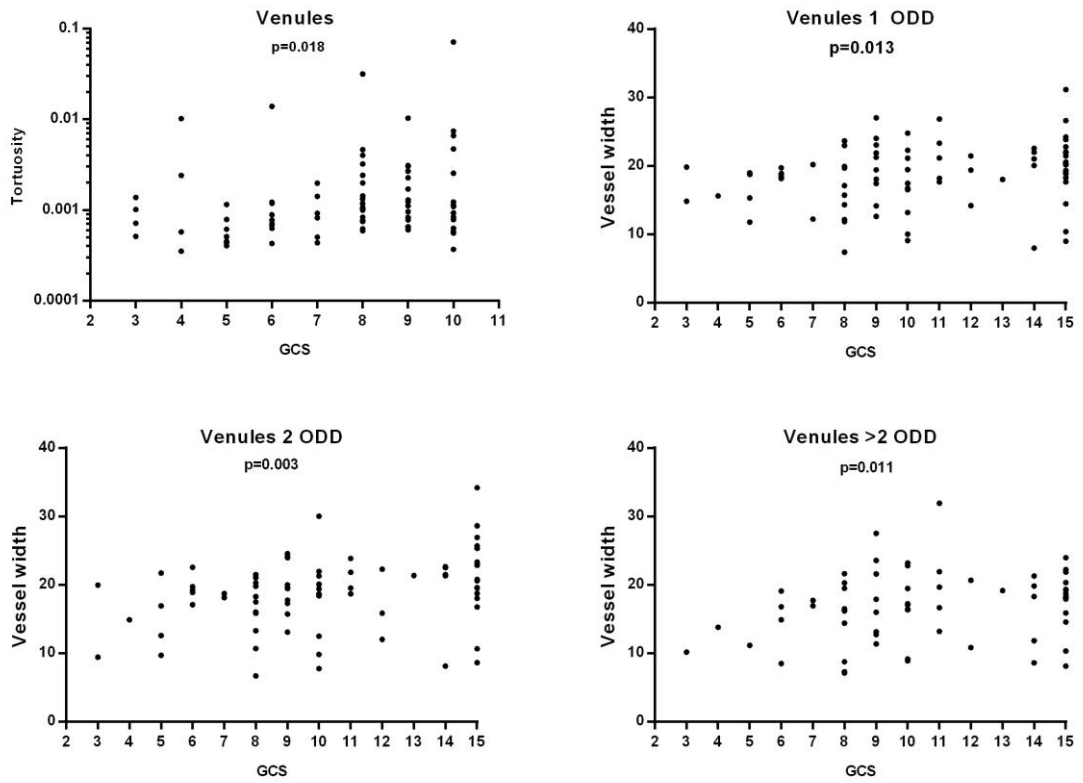 Venules
p=0.018
Tortuosity
0.1
0.01
0.001
0.0001
2 3 4 5 6 7 8 9 10 11
GCS
Venules 1 ODD
p=0.013
Vessel width
40
30
20
10
0
2 3 4 5 6 7 8 9 10 11 12 13 14 15
GCS
Venules 2 ODD
p=0.003
Vessel width
40
30
20
10
0
2 3 4 5 6 7 8 9 10 11 12 13 14 15
GCS
Venules >2 ODD
p=0.011
Vessel width
40
30
20
10
0
2 3 4 5 6 7 8 9 10 11 12 13 14 15
GCS